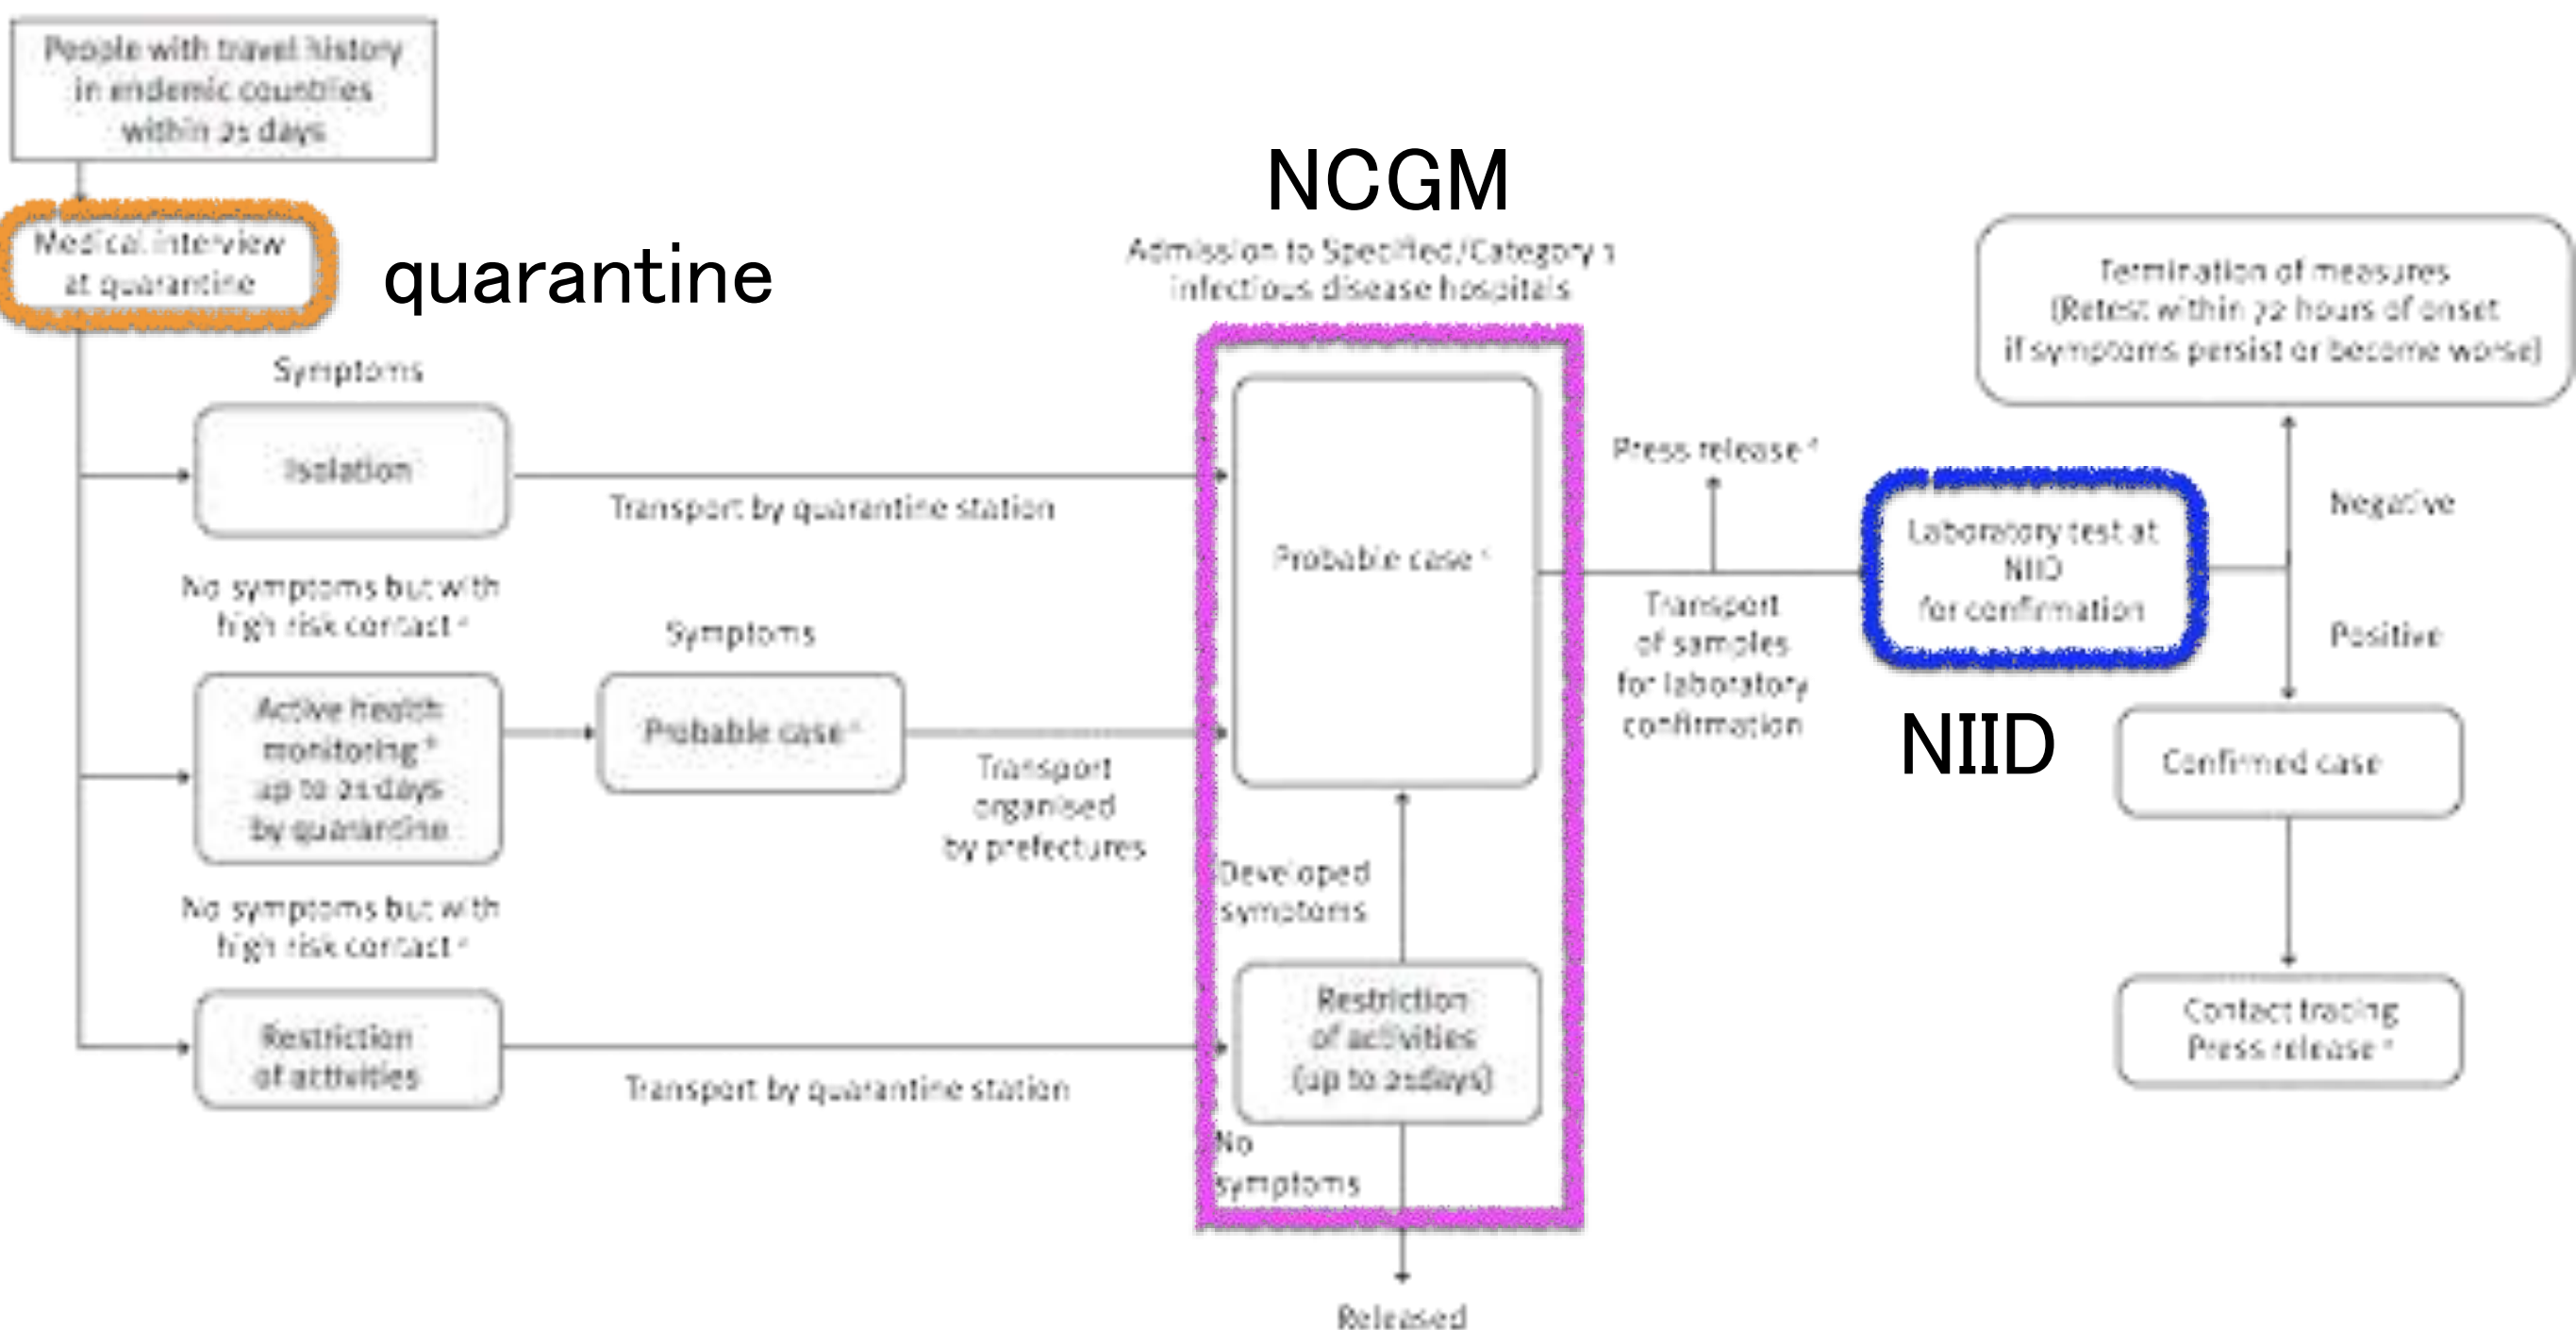 People with travel history
in endemic countries
within 21 days
Medical interview
at quarantine
quarantine
Symptoms
Isolation
Transport by quarantine station
No symptoms but with
high risk contact
Active health
monitoring
up to 21 days
by quarantine
Symptoms
Probable case
Transport
organised
by prefectures
No symptoms but with
high risk contact
Restriction
of activities
Transport by quarantine station
NCGM
Admission to Specified/Category 1
infectious disease hospitals
Probable case
Developed
symptoms
Restriction
of activities
(up to 21days)
No
symptoms
Released
Press release
Transport
of samples
for laboratory
confirmation
Laboratory test at
NIID
for confirmation
NIID
Termination of measures
(Retest within 72 hours of onset
if symptoms persist or become worse)
Negative
Positive
Confirmed case
Contact tracing
Press release